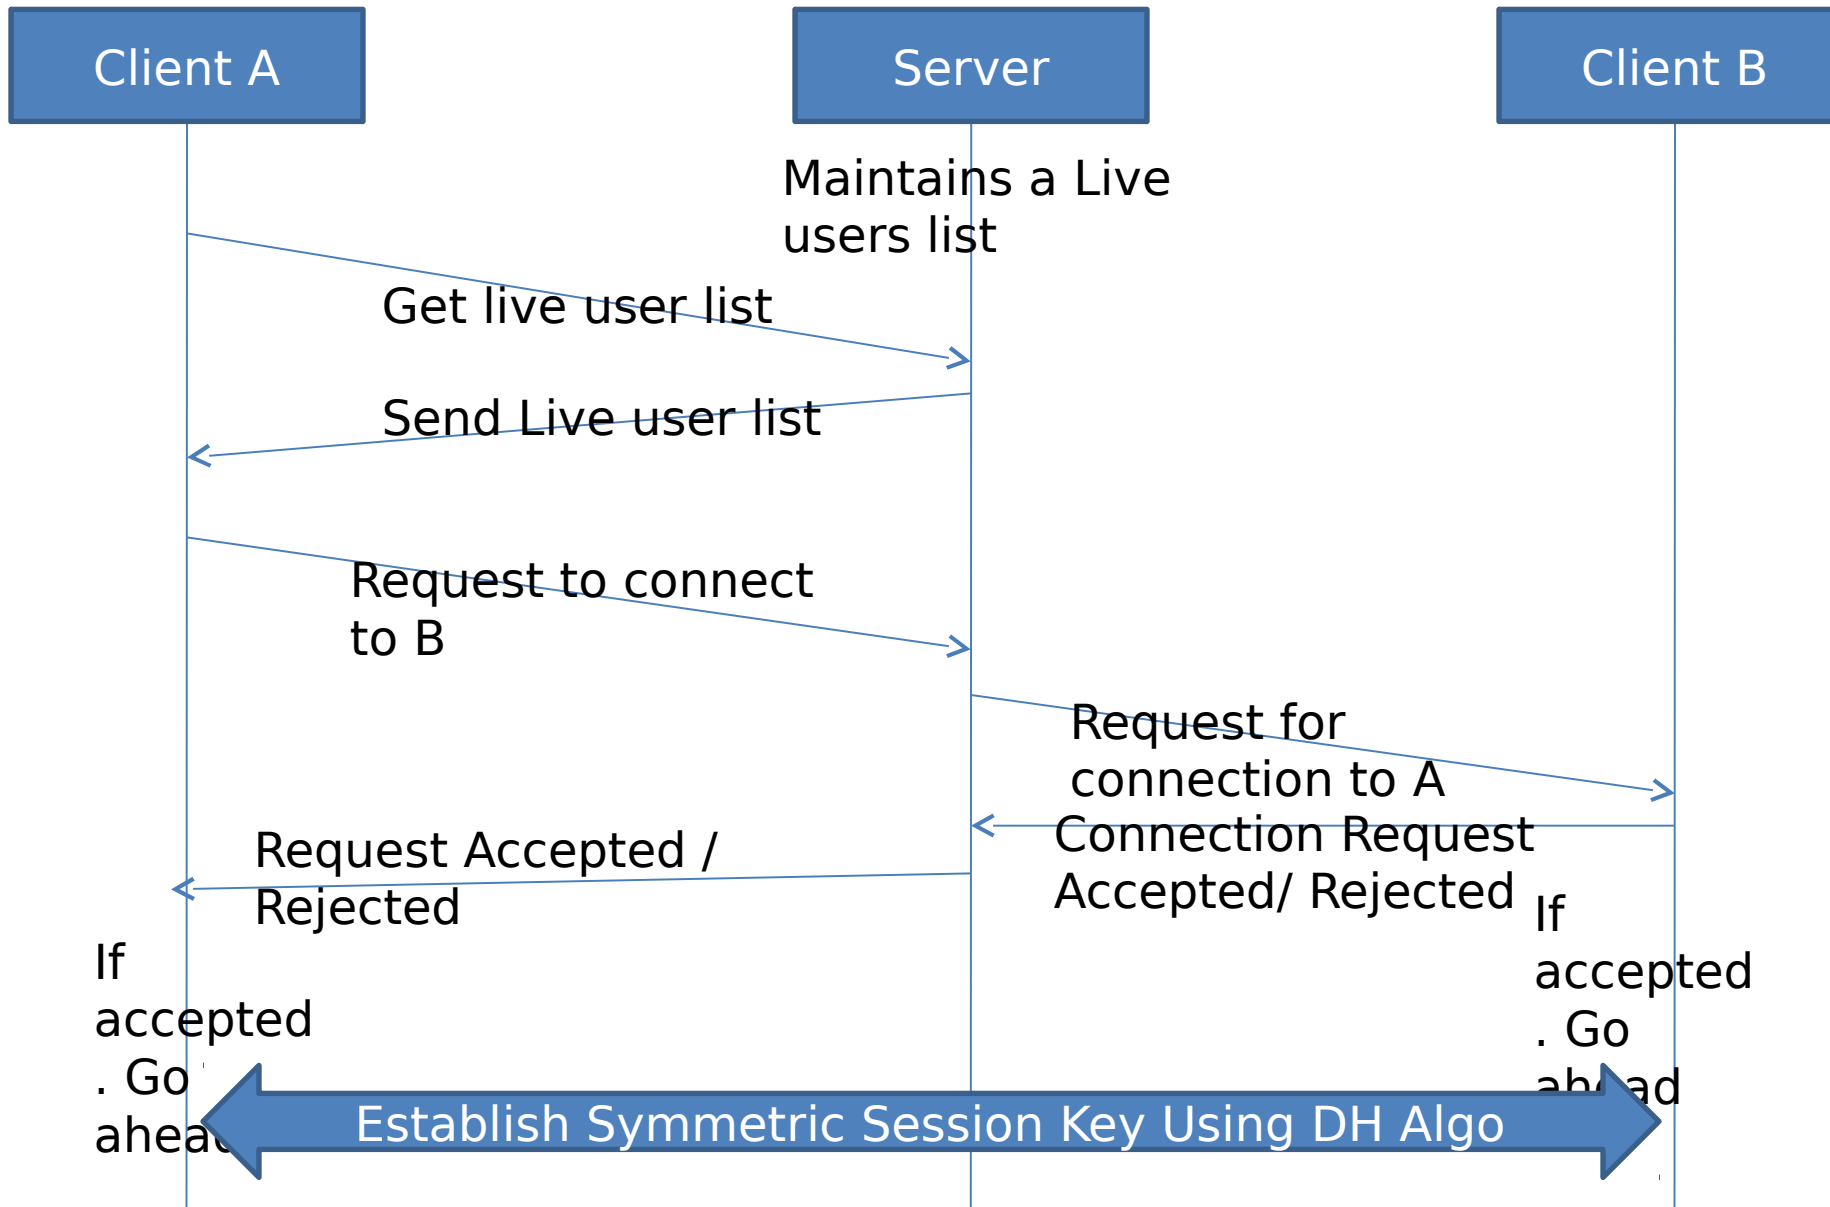 Client A
Server
Client B
Maintains a Live
users list
Get live user list
Send Live user list
Request to connect
to B
Request for
connection to A
Connection Request
Accepted/ Rejected
Request Accepted /
Rejected
If
accepted
. Go
ahead
If
accepted
. Go
ahead
Establish Symmetric Session Key Using DH Algo